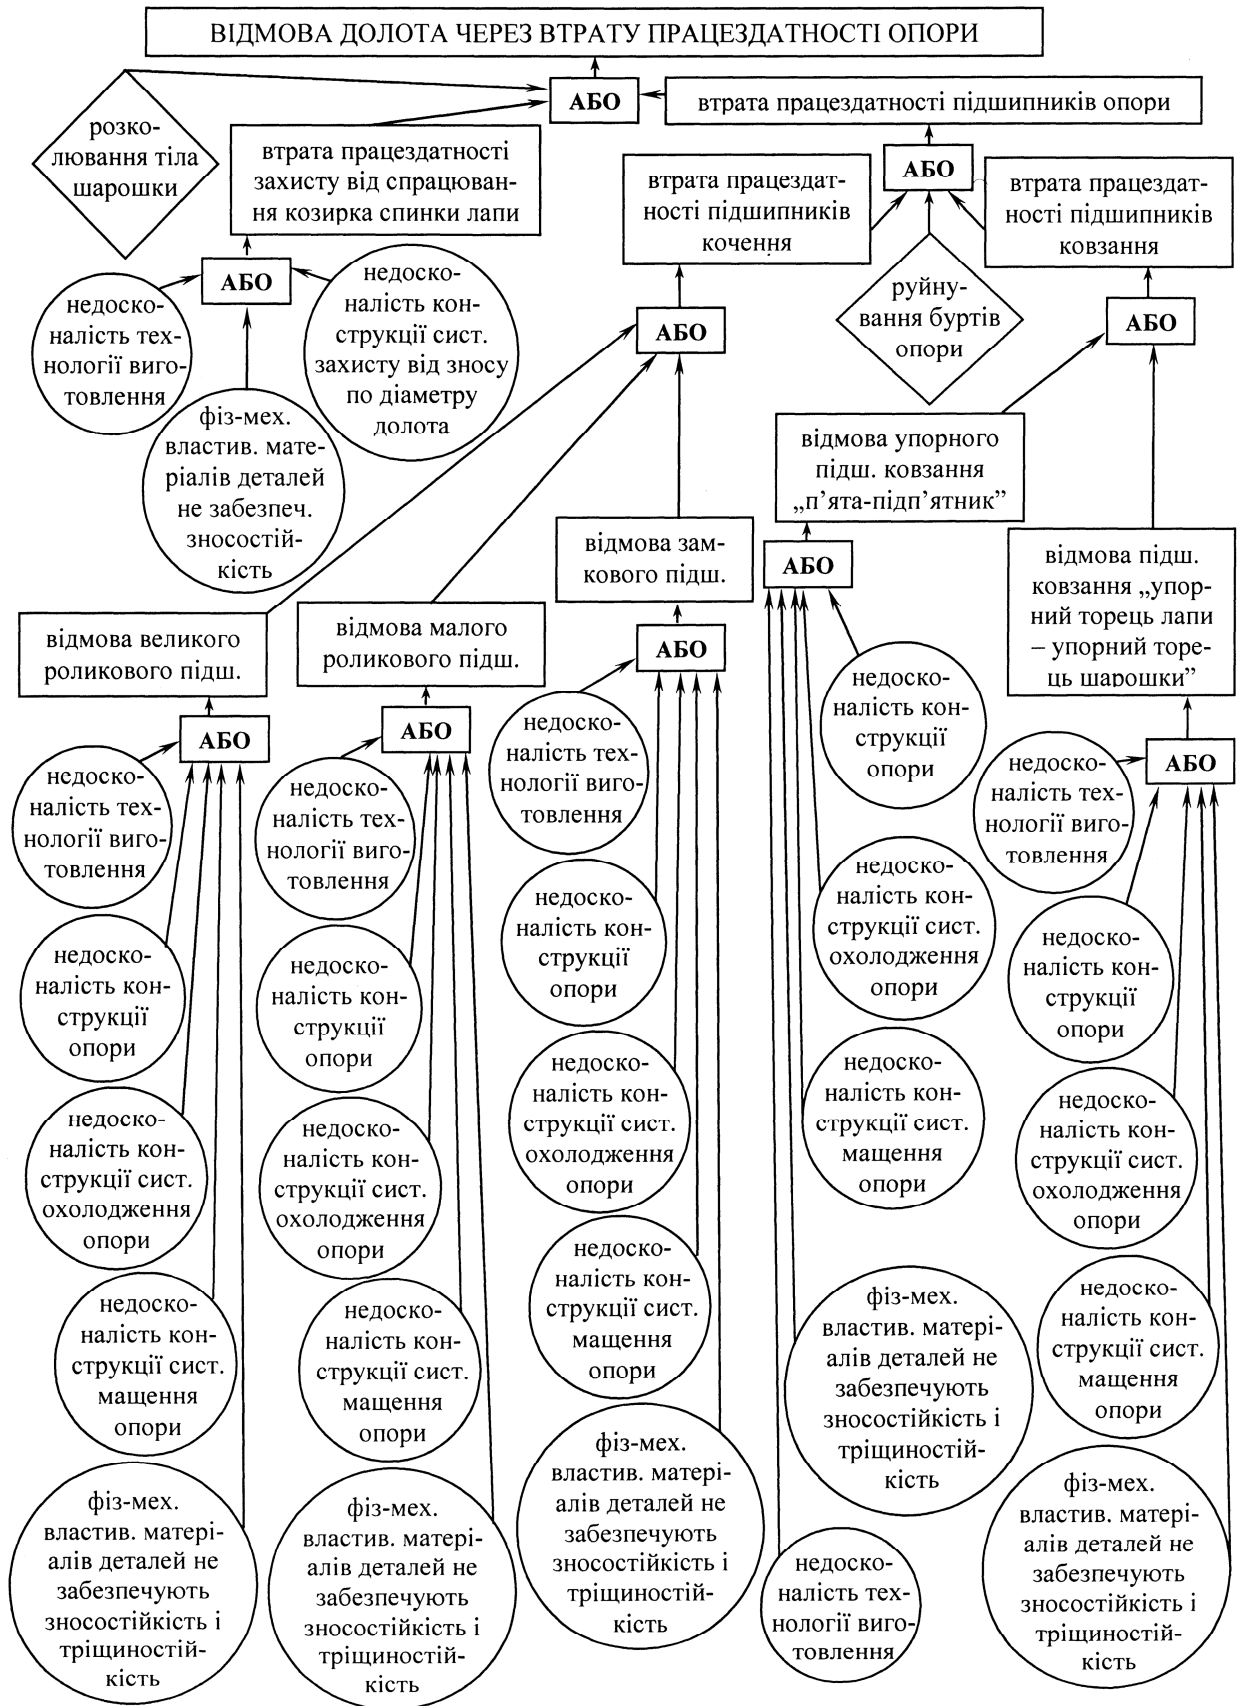 ВІДМОВА ДОЛОТА ЧЕРЕЗ ВТРАТУ ПРАЦЕЗДАТНОСТІ ОПОРИ
АБО
втрата працездатності підшипників опори
розко-
лювання тіла
шарошки
втрата працездатності
захисту від спрацюван-
ня козирка спинки лапи
втрата працездат-
ності підшипників
кочення
АБО
втрата працездат-
ності підшипників
ковзання
АБО
недоско-
налість тех-
нології виго-
товлення
недоско-
налість кон-
струкції сист.
захисту від зносу
по діаметру
долота
фіз-мех.
властив. мате-
ріалів деталей
не забезпеч.
зносостій-
кість
АБО
руйну-
вання буртів
опори
АБО
відмова упорного
підш. ковзання
„п’ята-підп’ятник”
відмова зам-
кового підш.
АБО
відмова підш.
ковзання „упор-
ний торець лапи
– упорний торе-
ць шарошки”
відмова великого
роликового підш.
відмова малого
роликового підш.
АБО
АБО
АБО
АБО
недоско-
налість тех-
нології виго-
товлення
недоско-
налість кон-
струкції
опори
недоско-
налість кон-
струкції сист.
охолодження
опори
недоско-
налість кон-
струкції сист.
мащення
опори
фіз-мех.
властив. матері-
алів деталей не
забезпечують
зносостійкість і
тріщиностій-
кість
недоско-
налість тех-
нології виго-
товлення
недоско-
налість кон-
струкції
опори
недоско-
налість кон-
струкції сист.
охолодження
опори
недоско-
налість кон-
струкції сист.
мащення
опори
фіз-мех.
властив. матері-
алів деталей не
забезпечують
зносостійкість і
тріщиностій-
кість
недоско-
налість тех-
нології виго-
товлення
недоско-
налість кон-
струкції
опори
недоско-
налість кон-
струкції сист.
охолодження
опори
недоско-
налість кон-
струкції сист.
мащення
опори
фіз-мех.
властив. матері-
алів деталей не
забезпечують
зносостійкість і
тріщиностій-
кість
недоско-
налість кон-
струкції
опори
недоско-
налість кон-
струкції сист.
охолодження
опори
недоско-
налість кон-
струкції сист.
мащення
опори
фіз-мех.
властив. матері-
алів деталей не
забезпечують
зносостійкість і
тріщиностій-
кість
недоско-
налість тех-
нології виго-
товлення
недоско-
налість тех-
нології виго-
товлення
недоско-
налість кон-
струкції
опори
недоско-
налість кон-
струкції сист.
охолодження
опори
недоско-
налість кон-
струкції сист.
мащення
опори
фіз-мех.
властив. матері-
алів деталей не
забезпечують
зносостійкість і
тріщиностій-
кість